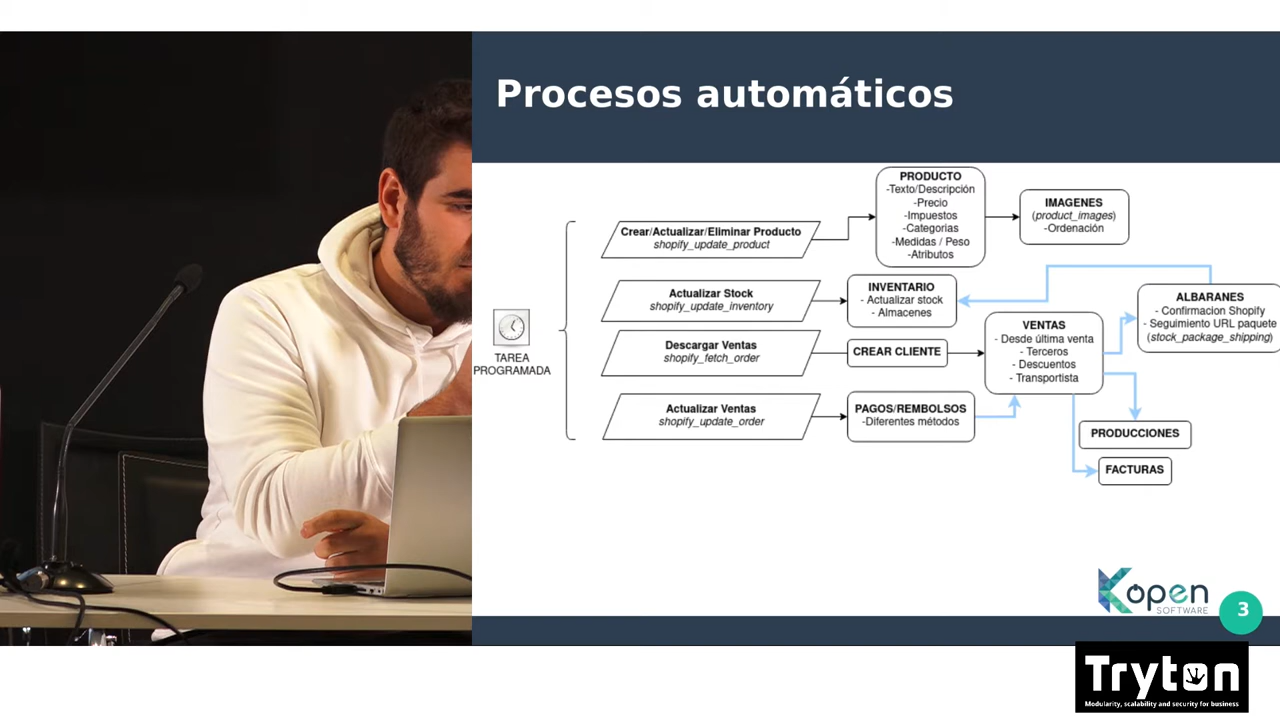 Procesos automáticos
TAREA
PROGRAMADA
Crear/Actualizar/Eliminar Producto
shopify_update_product
PRODUCTO
-Texto/Descripción
-Precio
-Impuestos
-Categorias
-Medidas / Peso
-Atributos
IMAGENES
(product_images)
-Ordenación
Actualizar Stock
shopify_update_inventory
INVENTARIO
- Actualizar stock
- Almacenes
Descargar Ventas
shopify_fetch_order
CREAR CLIENTE
VENTAS
- Desde última venta
- Terceros
- Descuentos
- Transportista
ALBARANES
- Confirmacion Shopify
- Seguimiento URL paquete
(stock_package_shipping)
Actualizar Ventas
shopify_update_order
PAGOS/REMBOLSOS
-Diferentes métodos
PRODUCCIONES
FACTURAS
Kopen
SOFTWARE
3
Tryton
Modularity, scalability and security for business